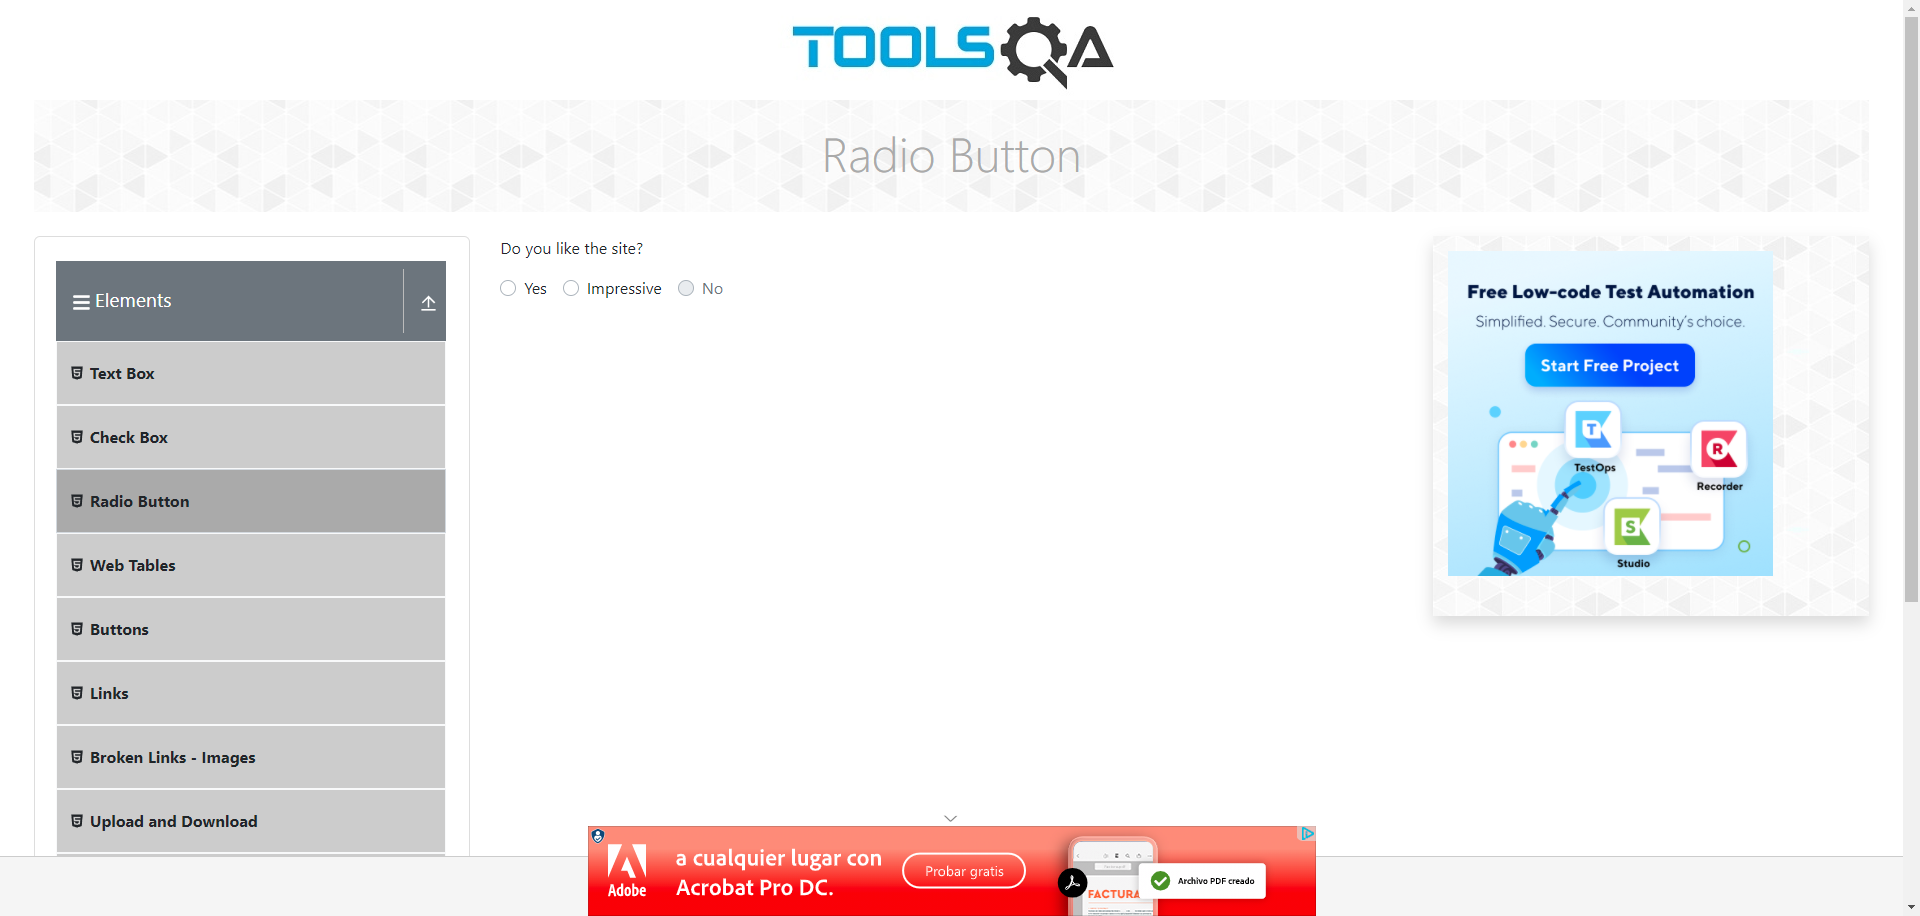 TOOLSQA
Radio Button
Elements
Text Box
Check Box
Radio Button
Web Tables
Buttons
Links
Broken Links - Images
Upload and Download
Do you like the site?
Yes Impressive No
Free Low-code Test Automation
Simplified. Secure. Community's choice.
Start Free Project
T
TestOps
R
Recorder
S
Studio
Adobe
a cualquier lugar con
Acrobat Pro DC.
Probar gratis
FACTURA
Archivo PDF creado